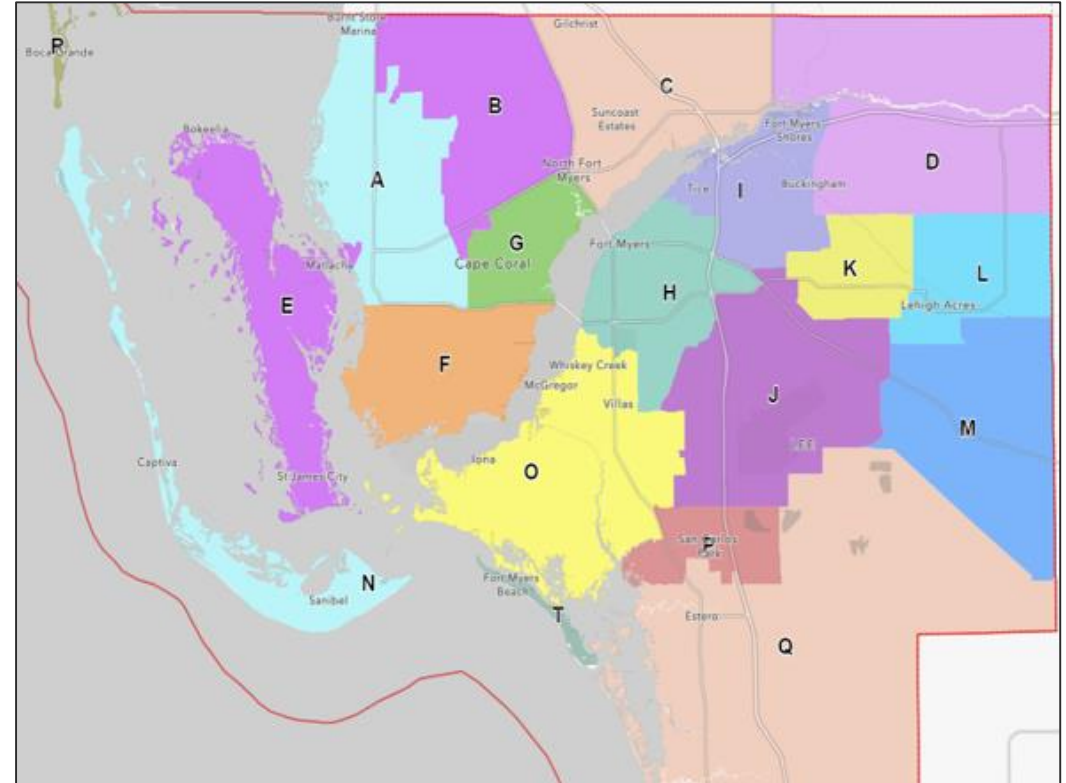 Barnt Store
Marina
Gilchrist
R
Boca Grande
C
B
Suncoast
Estates
Fort Myers
Shores
Bokeelia
North Fort
Myers
D
A
Tice
I
Buckingham
G
Fort Myers
Cape Coral
Matlacha
K
L
H
E
Lehigh Acres
F
Whiskey Creek
McGregor
Villas
J
M
LEE
Captiva
Iona
O
St James City
San Carlos
Park
P
Fort Myers
Beach
N
Sanibel
T
Estero
Q